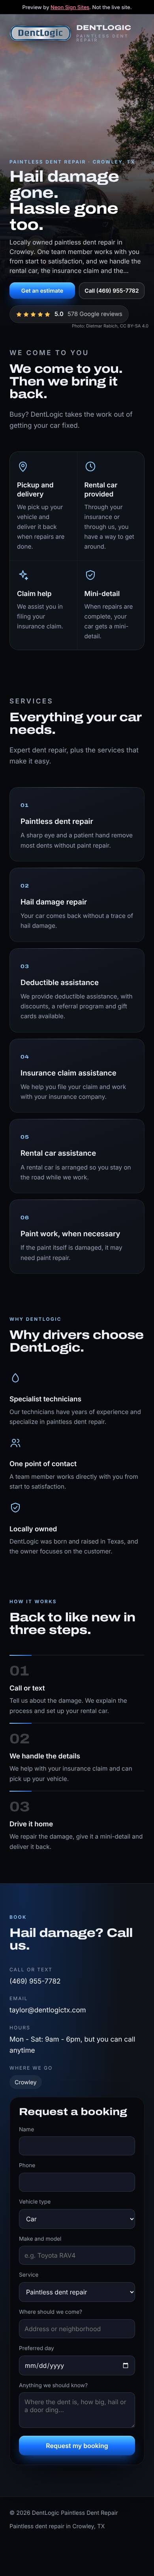 Preview by Neon Sign Sites. Not the live site.
DentLogic
DENTLOGIC
PAINTLESS DENT
REPAIR
PAINTLESS DENT REPAIR · CROWLEY, TX
Hail damage
gone.
Hassle gone
too.
Locally owned paintless dent repair in
Crowley. One team member works with you
from start to satisfaction, and we handle the
rental car, the insurance claim and the...
Get an estimate
Call (469) 955-7782
★★★★★ 5.0 578 Google reviews
Photo: Dietmar Rabich, CC BY-SA 4.0
WE COME TO YOU
We come to you.
Then we bring it
back.
Busy? DentLogic takes the work out of
getting your car fixed.
Pickup and
delivery
We pick up your
vehicle and
deliver it back
when repairs are
done.
Rental car
provided
Through your
insurance or
through us, you
have a way to get
around.
Claim help
We assist you in
filing your
insurance claim.
Mini-detail
When repairs are
complete, your
car gets a mini-
detail.
SERVICES
Everything your car
needs.
Expert dent repair, plus the services that
make it easy.
01
Paintless dent repair
A sharp eye and a patient hand remove
most dents without paint repair.
02
Hail damage repair
Your car comes back without a trace of
hail damage.
03
Deductible assistance
We provide deductible assistance, with
discounts, a referral program and gift
cards available.
04
Insurance claim assistance
We help you file your claim and work
with your insurance company.
05
Rental car assistance
A rental car is arranged so you stay on
the road while we work.
06
Paint work, when necessary
If the paint itself is damaged, it may
need paint repair.
WHY DENTLOGIC
Why drivers choose
DentLogic.
Specialist technicians
Our technicians have years of experience and
specialize in paintless dent repair.
One point of contact
A team member works directly with you from
start to satisfaction.
Locally owned
DentLogic was born and raised in Texas, and
the owner focuses on the customer.
HOW IT WORKS
Back to like new in
three steps.
01
Call or text
Tell us about the damage. We explain the
process and set up your rental car.
02
We handle the details
We help with your insurance claim and can
pick up your vehicle.
03
Drive it home
We repair the damage, give it a mini-detail and
deliver it back.
BOOK
Hail damage? Call
us.
CALL OR TEXT
(469) 955-7782
EMAIL
taylor@dentlogictx.com
HOURS
Mon - Sat: 9am - 6pm, but you can call
anytime
WHERE WE GO
Crowley
Request a booking
Name
Phone
Vehicle type
Car
Make and model
e.g. Toyota RAV4
Service
Paintless dent repair
Where should we come?
Address or neighborhood
Preferred day
mm/dd/yyyy
Anything we should know?
Where the dent is, how big, hail or
a door ding...
Request my booking
© 2026 DentLogic Paintless Dent Repair
Paintless dent repair in Crowley, TX